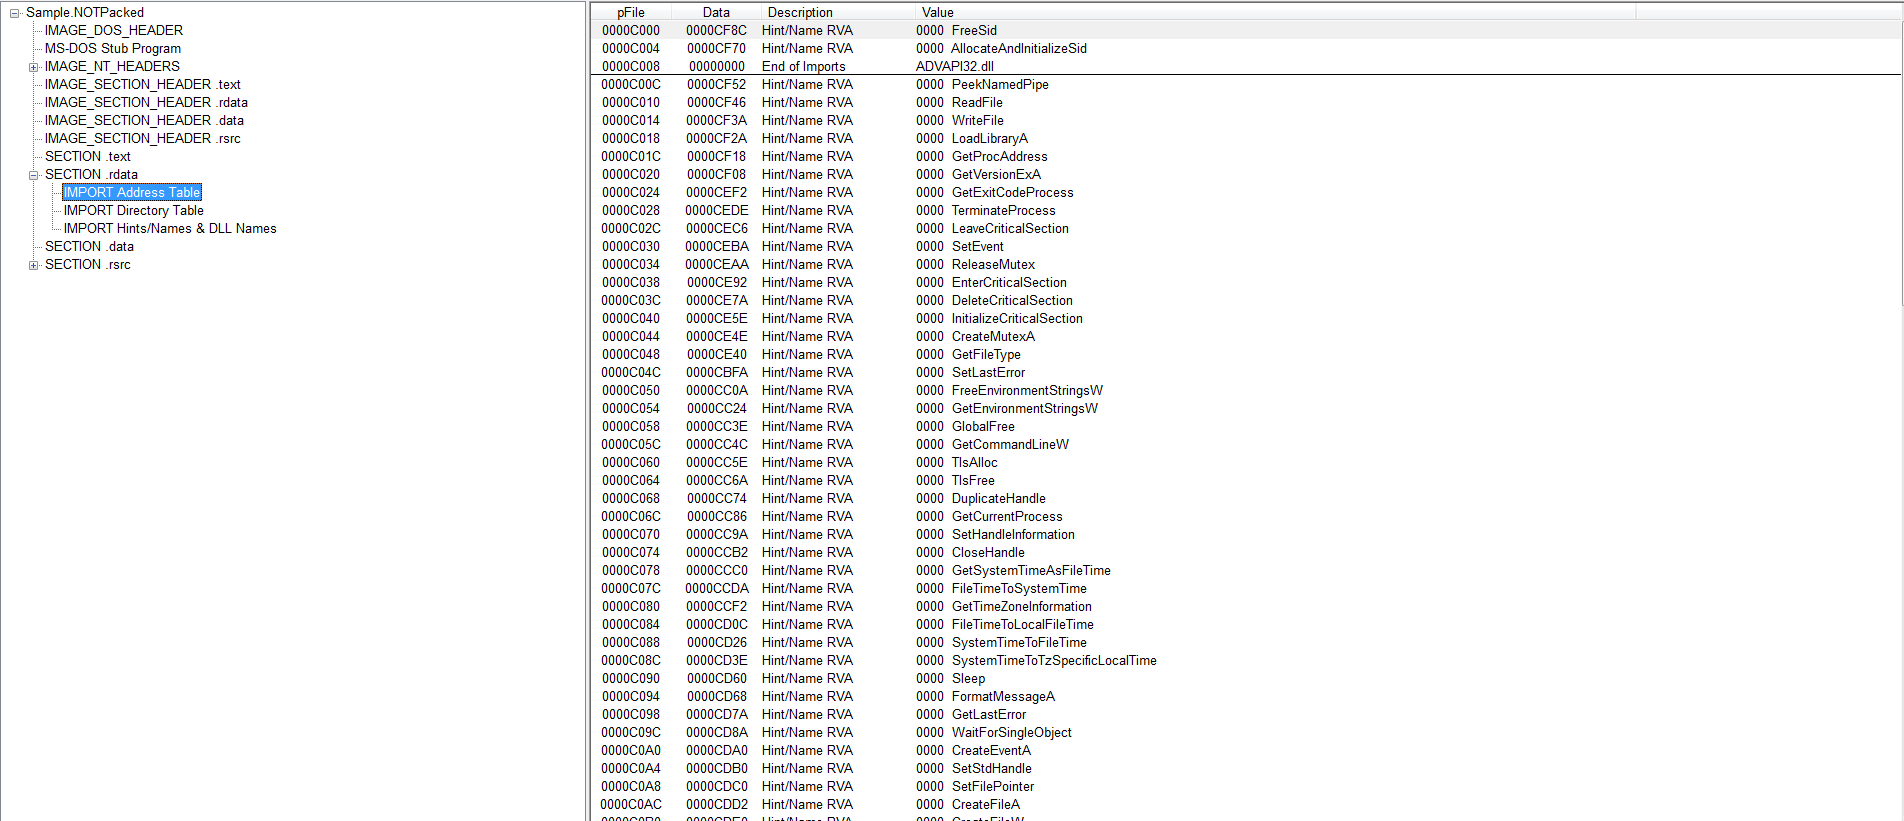 Sample.NOTPacked
IMAGE_DOS_HEADER
MS-DOS Stub Program
IMAGE_NT_HEADERS
IMAGE_SECTION_HEADER .text
IMAGE_SECTION_HEADER .rdata
IMAGE_SECTION_HEADER .data
IMAGE_SECTION_HEADER .rsrc
SECTION .text
SECTION .rdata
IMPORT Address Table
IMPORT Directory Table
IMPORT Hints/Names & DLL Names
SECTION .data
SECTION .rsrc
pFile Data Description Value
0000C000 0000CF8C Hint/Name RVA 0000 FreeSid
0000C004 0000CF70 Hint/Name RVA 0000 AllocateAndInitializeSid
0000C008 00000000 End of Imports ADVAPI32.dll
0000C00C 0000CF52 Hint/Name RVA 0000 PeekNamedPipe
0000C010 0000CF46 Hint/Name RVA 0000 ReadFile
0000C014 0000CF3A Hint/Name RVA 0000 WriteFile
0000C018 0000CF2A Hint/Name RVA 0000 LoadLibraryA
0000C01C 0000CF18 Hint/Name RVA 0000 GetProcAddress
0000C020 0000CF08 Hint/Name RVA 0000 GetVersionExA
0000C024 0000CEF2 Hint/Name RVA 0000 GetExitCodeProcess
0000C028 0000CEDE Hint/Name RVA 0000 TerminateProcess
0000C02C 0000CEC6 Hint/Name RVA 0000 LeaveCriticalSection
0000C030 0000CEBA Hint/Name RVA 0000 SetEvent
0000C034 0000CEAA Hint/Name RVA 0000 ReleaseMutex
0000C038 0000CE92 Hint/Name RVA 0000 EnterCriticalSection
0000C03C 0000CE7A Hint/Name RVA 0000 DeleteCriticalSection
0000C040 0000CE5E Hint/Name RVA 0000 InitializeCriticalSection
0000C044 0000CE4E Hint/Name RVA 0000 CreateMutexA
0000C048 0000CE40 Hint/Name RVA 0000 GetFileType
0000C04C 0000CBFA Hint/Name RVA 0000 SetLastError
0000C050 0000CC0A Hint/Name RVA 0000 FreeEnvironmentStringsW
0000C054 0000CC24 Hint/Name RVA 0000 GetEnvironmentStringsW
0000C058 0000CC3E Hint/Name RVA 0000 GlobalFree
0000C05C 0000CC4C Hint/Name RVA 0000 GetCommandLineW
0000C060 0000CC5E Hint/Name RVA 0000 TlsAlloc
0000C064 0000CC6A Hint/Name RVA 0000 TlsFree
0000C068 0000CC74 Hint/Name RVA 0000 DuplicateHandle
0000C06C 0000CC86 Hint/Name RVA 0000 GetCurrentProcess
0000C070 0000CC9A Hint/Name RVA 0000 SetHandleInformation
0000C074 0000CCB2 Hint/Name RVA 0000 CloseHandle
0000C078 0000CCC0 Hint/Name RVA 0000 GetSystemTimeAsFileTime
0000C07C 0000CCDA Hint/Name RVA 0000 FileTimeToSystemTime
0000C080 0000CCF2 Hint/Name RVA 0000 GetTimeZoneInformation
0000C084 0000CD0C Hint/Name RVA 0000 FileTimeToLocalFileTime
0000C088 0000CD26 Hint/Name RVA 0000 SystemTimeToFileTime
0000C08C 0000CD3E Hint/Name RVA 0000 SystemTimeToTzSpecificLocalTime
0000C090 0000CD60 Hint/Name RVA 0000 Sleep
0000C094 0000CD68 Hint/Name RVA 0000 FormatMessageA
0000C098 0000CD7A Hint/Name RVA 0000 GetLastError
0000C09C 0000CD8A Hint/Name RVA 0000 WaitForSingleObject
0000C0A0 0000CDA0 Hint/Name RVA 0000 CreateEventA
0000C0A4 0000CDB0 Hint/Name RVA 0000 SetStdHandle
0000C0A8 0000CDC0 Hint/Name RVA 0000 SetFilePointer
0000C0AC 0000CDD2 Hint/Name RVA 0000 CreateFileA